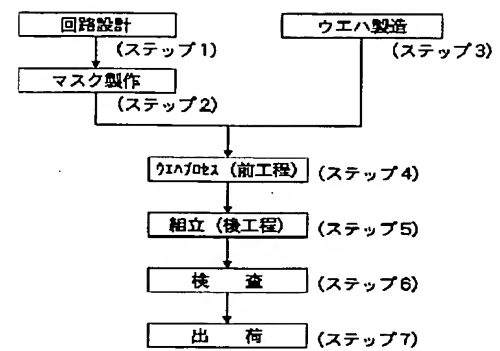 回路設計
(ステップ1)
ウエハ製造
(ステップ3)
マスク製作
(ステップ2)
ｳｴﾊﾌﾟﾛｾｽ (前工程)
(ステップ4)
組立 (後工程)
(ステップ5)
検 査
(ステップ6)
出 荷
(ステップ7)